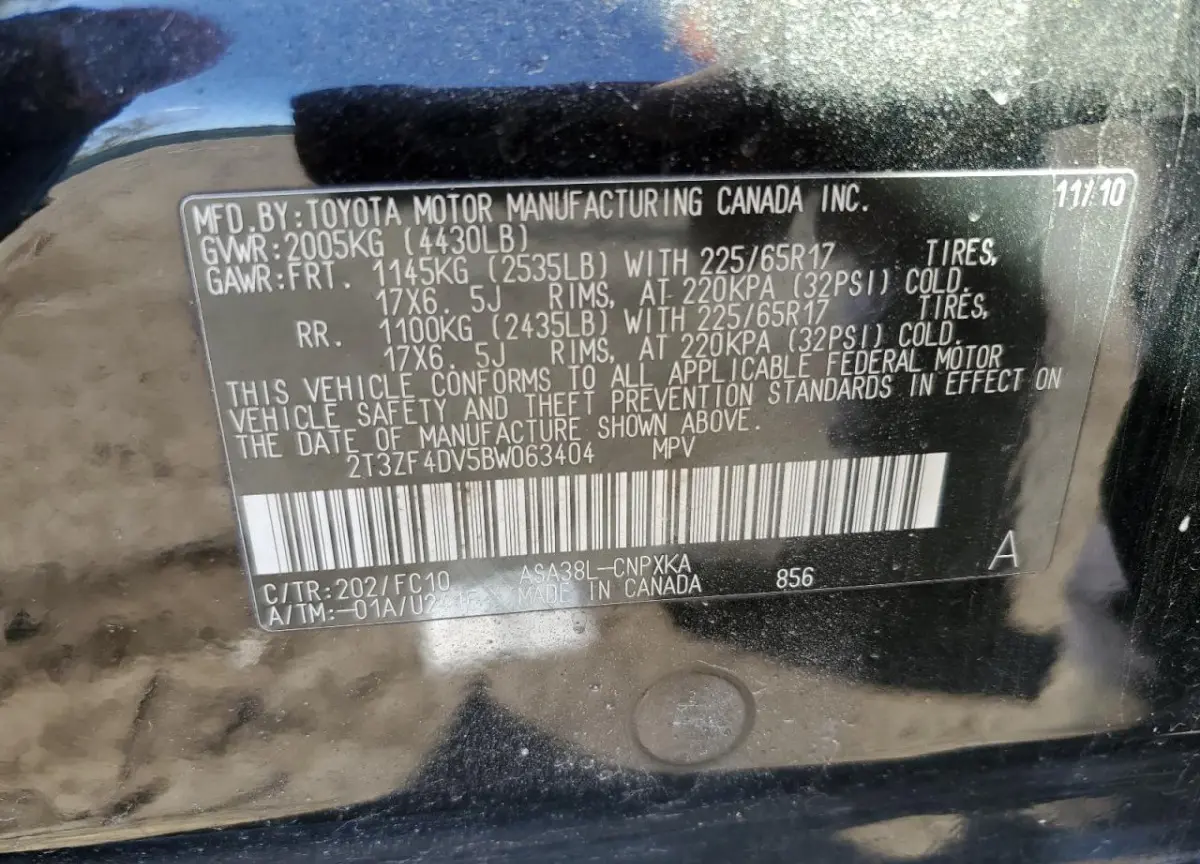 MFD.BY:TOYOTA MOTOR MANUFACTURING CANADA INC. 11/10
GVWR:2005KG (4430LB)
GAWR:FRT. 1145KG (2535LB) WITH 225/65R17 TIRES,
17X6. 5J RIMS, AT 220KPA (32PSI) COLD.
RR. 1100KG (2435LB) WITH 225/65R17 TIRES,
17X6. 5J RIMS, AT 220KPA (32PSI) COLD.
THIS VEHICLE CONFORMS TO ALL APPLICABLE FEDERAL MOTOR
VEHICLE SAFETY AND THEFT PREVENTION STANDARDS IN EFFECT ON
THE DATE OF MANUFACTURE SHOWN ABOVE.
2T3ZF4DV5BW063404 MPV
A
C/TR:202/FC10 ASA38L-CNPXKA
A/TM:-01A/ MADE IN CANADA 856